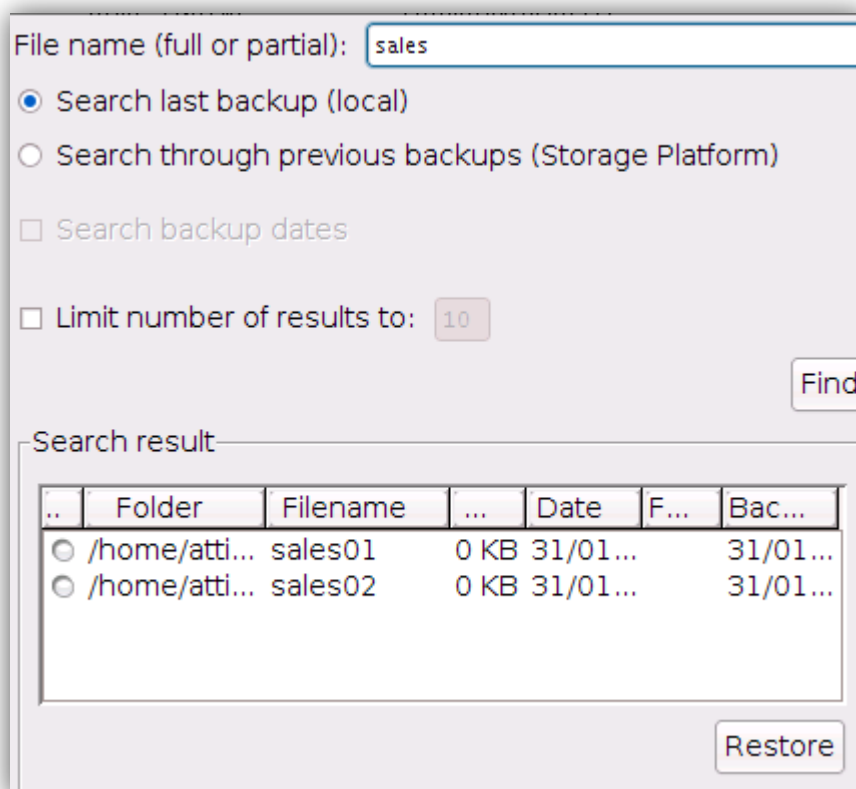 File name (full or partial): sales
Search last backup (local)
Search through previous backups (Storage Platform)
Search backup dates
Limit number of results to: 10
Find
Search result
.. Folder Filename ... Date F... Bac...
/home/atti... sales01 0 KB 31/01... 31/01...
/home/atti... sales02 0 KB 31/01... 31/01...
Restore